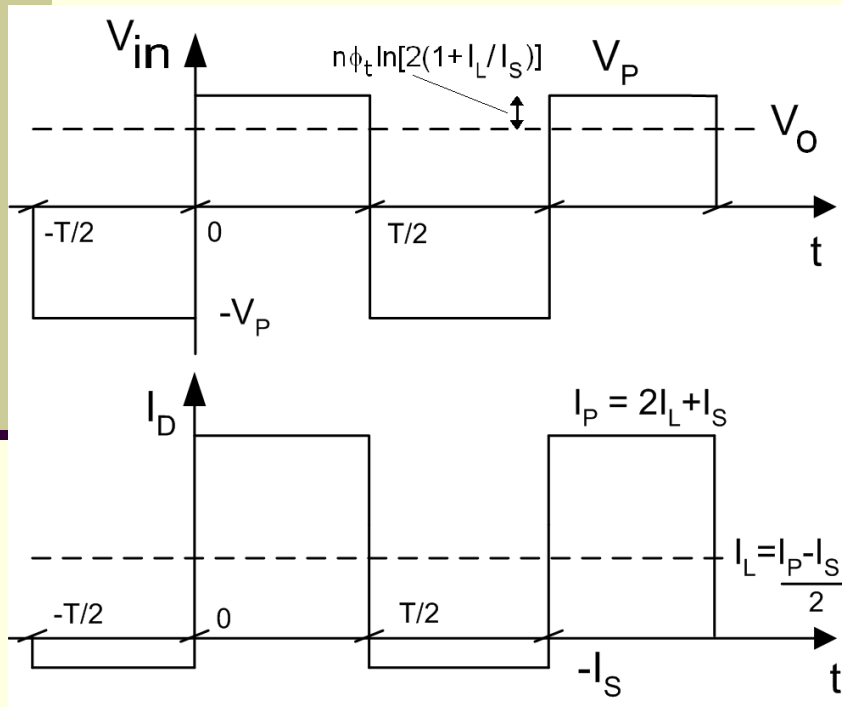 V_in
nϕ_t ln[2(1+I_L/I_S)]
V_P
V_O
-T/2
0
T/2
t
-V_P
I_D
I_P = 2I_L+I_S
I_L=I_P-I_S
2
-T/2
0
T/2
-I_S
t